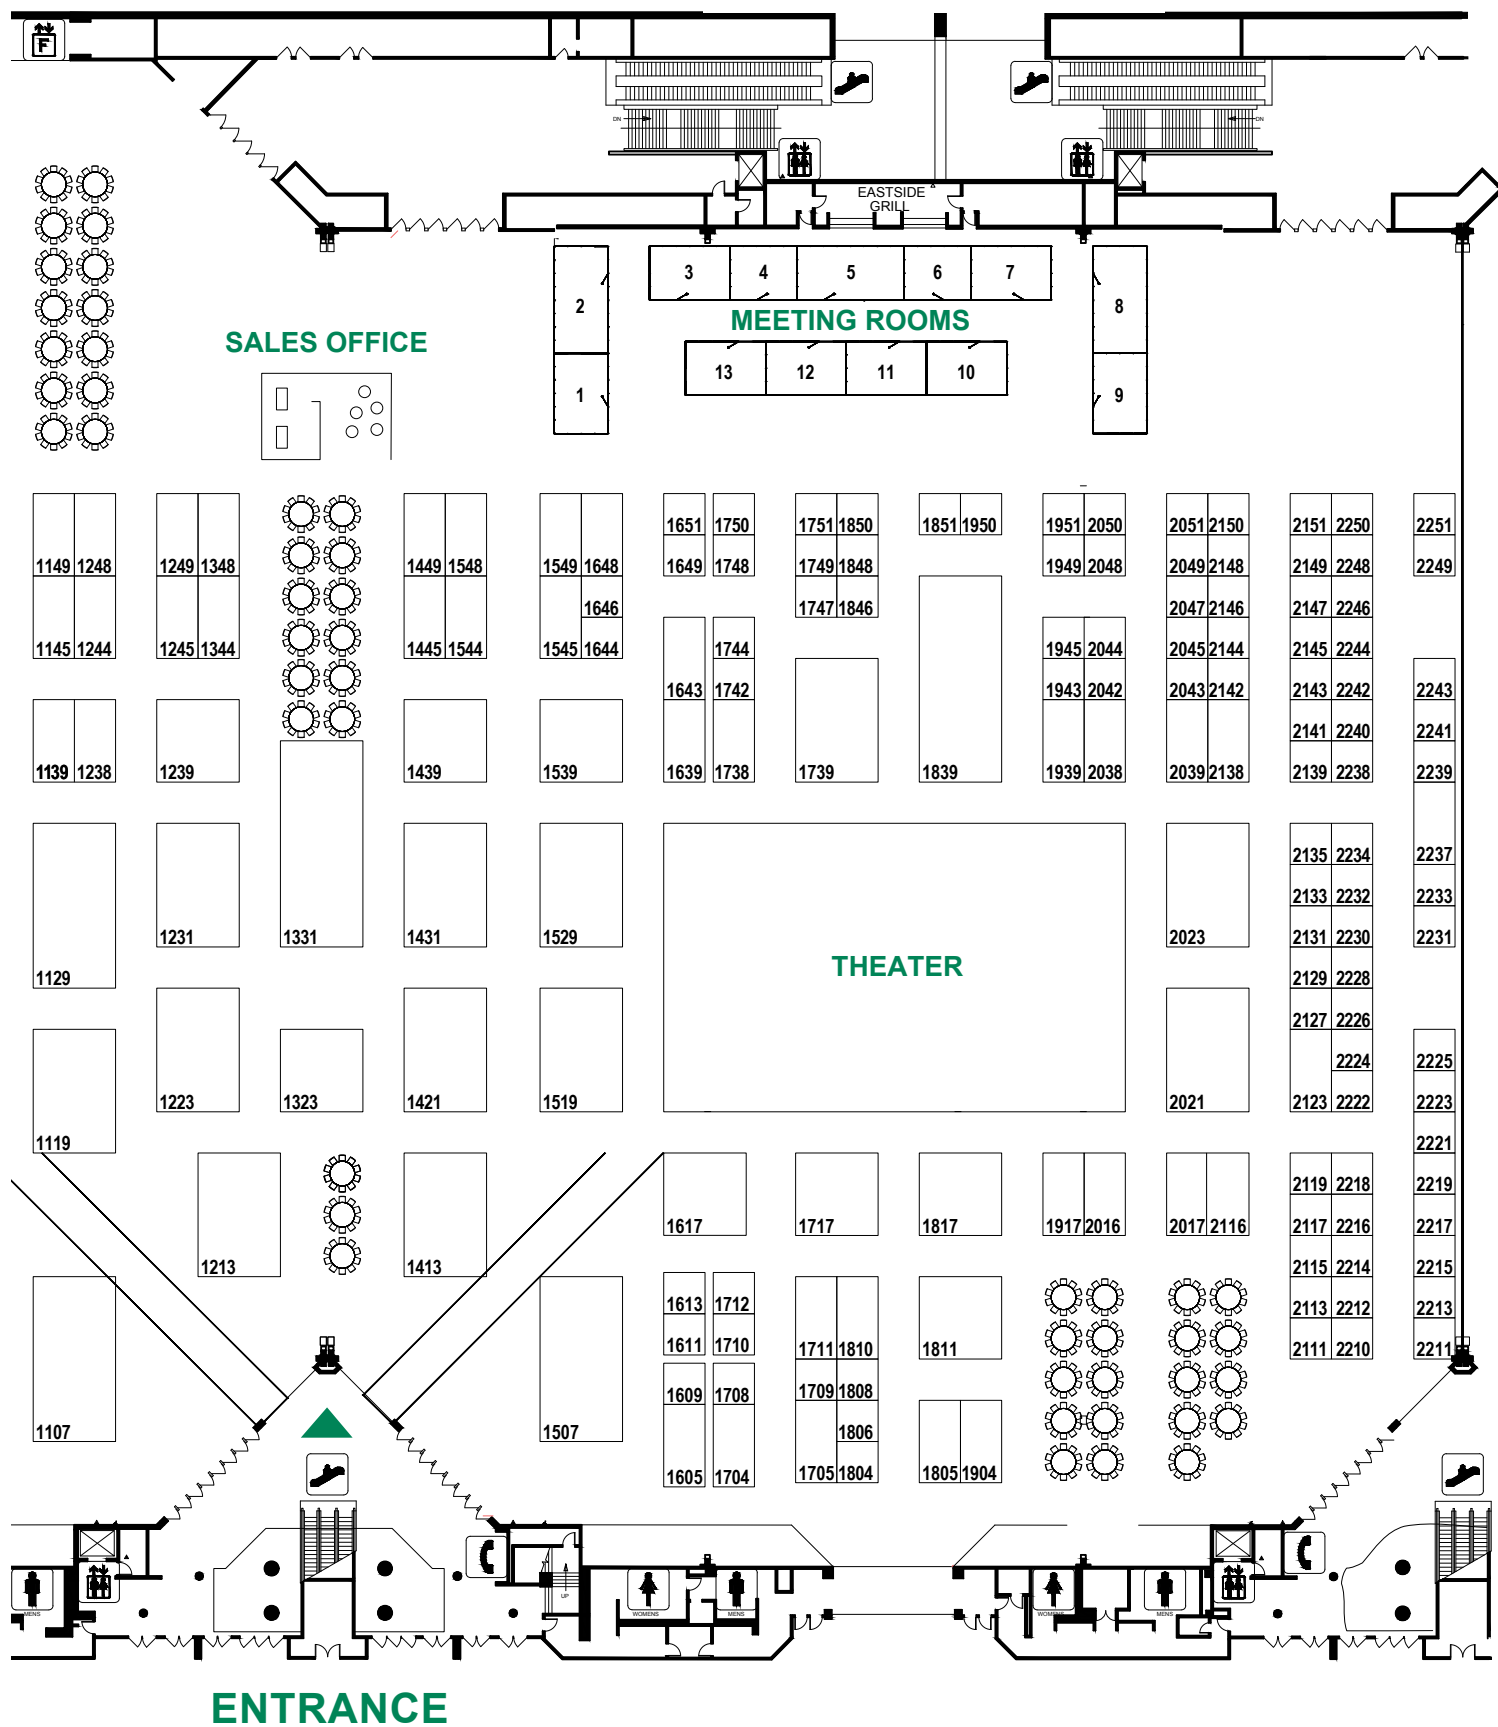 F
DN
DN
EASTSIDE
GRILL
3 4 5 6 7
2
8
MEETING ROOMS
SALES OFFICE
13 12 11 10
1
9
1651 1750 1751 1850 1851 1950 1951 2050 2051 2150 2151 2250 2251
1149 1248 1249 1348 1449 1548 1549 1648 1649 1748 1749 1848 1949 2048 2049 2148 2149 2248 2249
1646 1747 1846 2047 2146 2147 2246
1145 1244 1245 1344 1445 1544 1545 1644 1744 1945 2044 2045 2144 2145 2244
1643 1742 1943 2042 2043 2142 2143 2242 2243
2141 2240 2241
1139 1238 1239 1439 1539 1639 1738 1739 1839 1939 2038 2039 2138 2139 2238 2239
2135 2234 2237
2133 2232 2233
1231 1331 1431 1529 2023 2131 2230 2231
THEATER
1129 2129 2228
2127 2226
2224 2225
1223 1323 1421 1519 2021 2123 2222 2223
1119 2221
2119 2218 2219
1617 1717 1817 1917 2016 2017 2116 2117 2216 2217
1213 1413 2115 2214 2215
1613 1712 2113 2212 2213
1611 1710 1711 1810 1811 2111 2210 2211
1609 1708 1709 1808
1107 1507 1806
1605 1704 1705 1804 1805 1904
UP
MENS WOMENS MENS WOMENS MENS
ENTRANCE